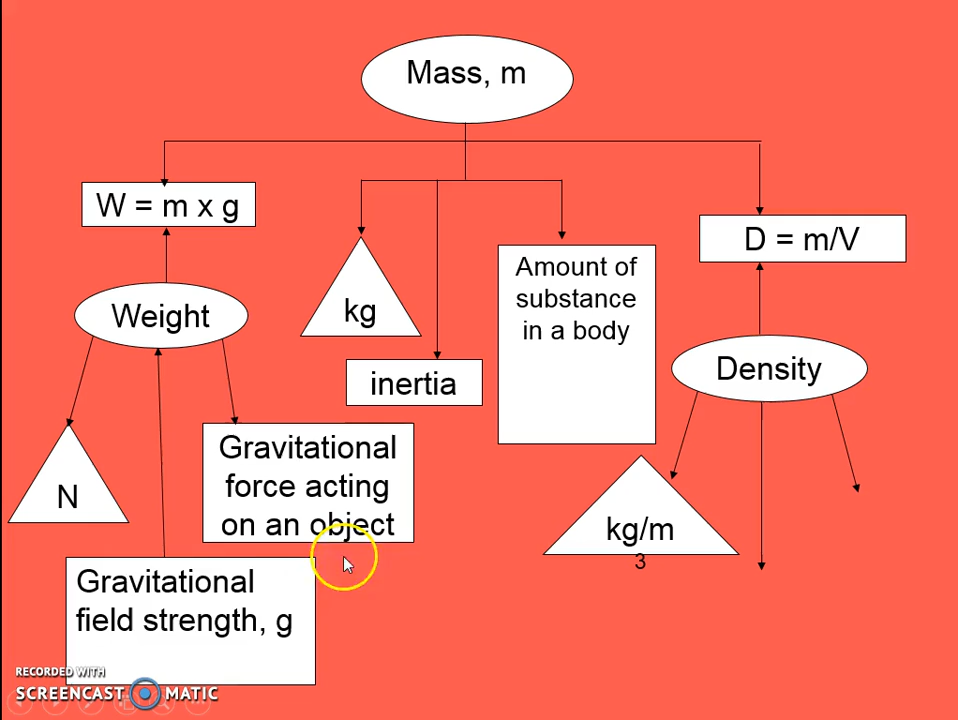 Mass, m
W = m x g
D = m/V
Amount of
substance
in a body
kg
Weight
Density
inertia
Gravitational
force acting
on an object
N
kg/m
3
Gravitational
field strength, g
RECORDED WITH
SCREENCAST MATIC